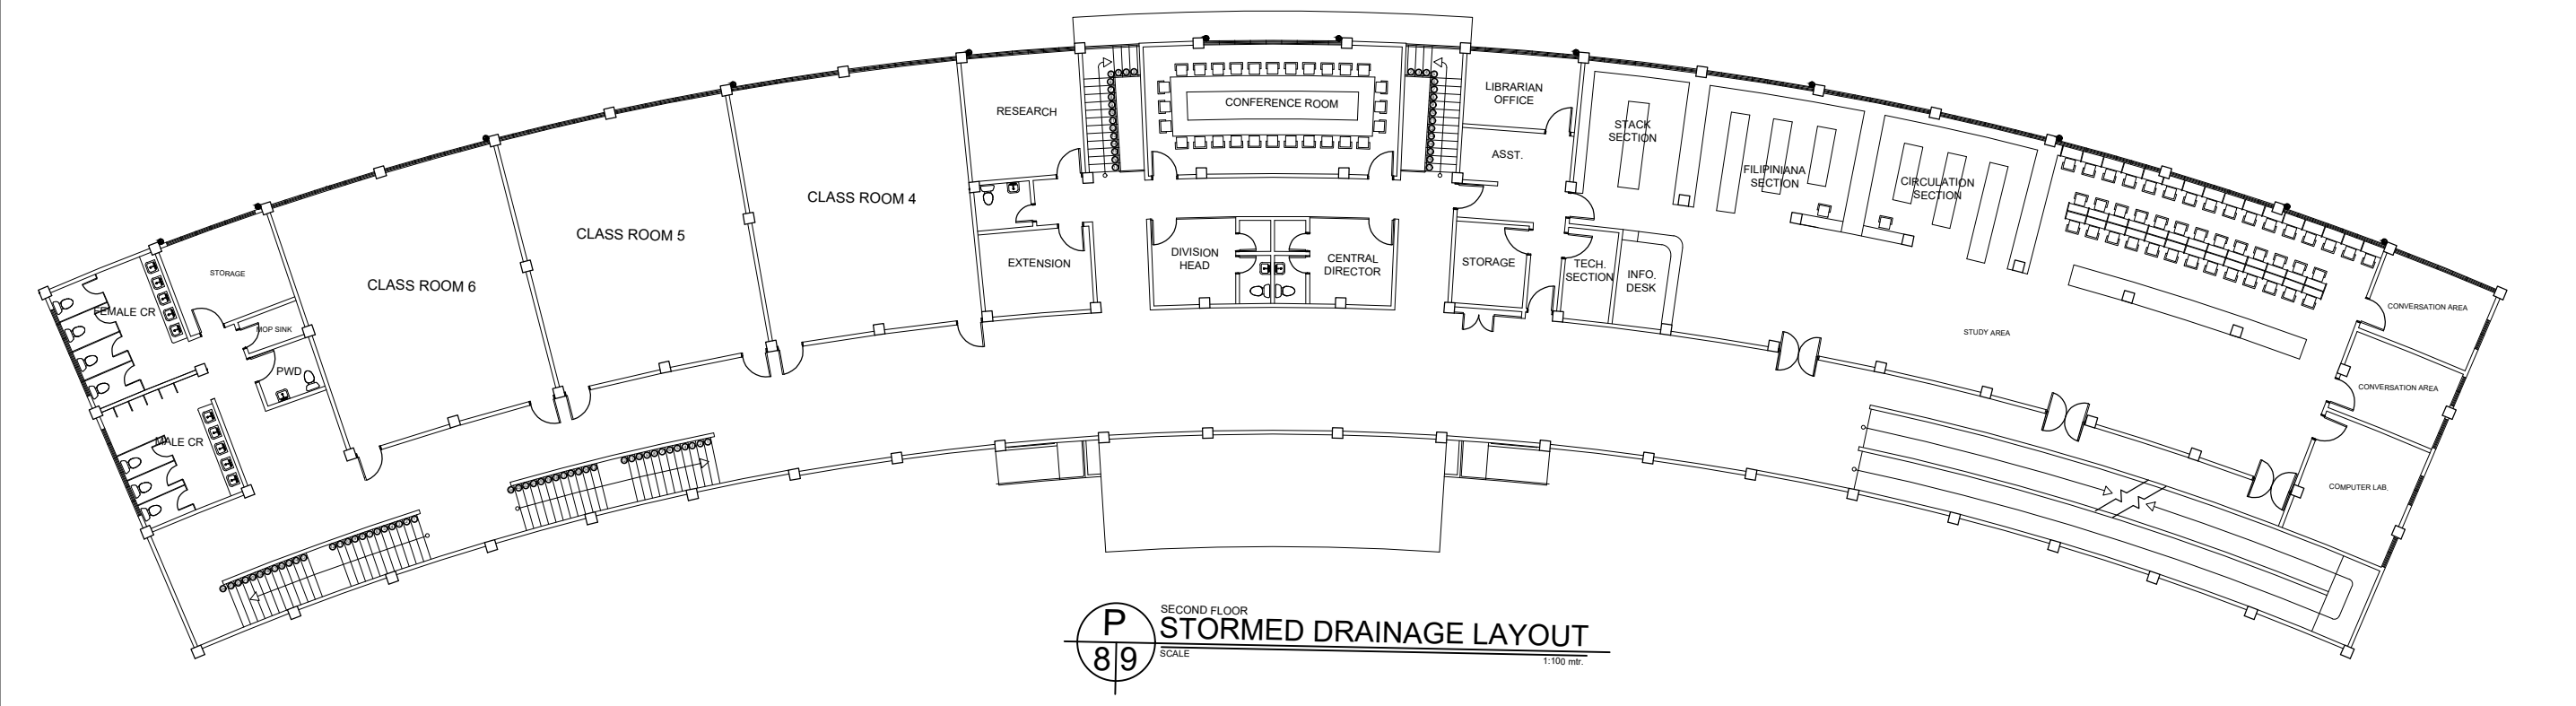 CONFERENCE ROOM
RESEARCH
LIBRARIAN
OFFICE
STACK
SECTION
ASST.
FILIPINIANA
SECTION
CIRCULATION
SECTION
CLASS ROOM 4
CLASS ROOM 5
CLASS ROOM 6
STORAGE
FEMALE CR
MOP SINK
PWD
MALE CR
EXTENSION
DIVISION
HEAD
CENTRAL
DIRECTOR
STORAGE
TECH.
SECTION
INFO.
DESK
STUDY AREA
CONVERSATION AREA
CONVERSATION AREA
COMPUTER LAB.
P
8 9
SECOND FLOOR
STORMED DRAINAGE LAYOUT
SCALE
1:100 mtr.